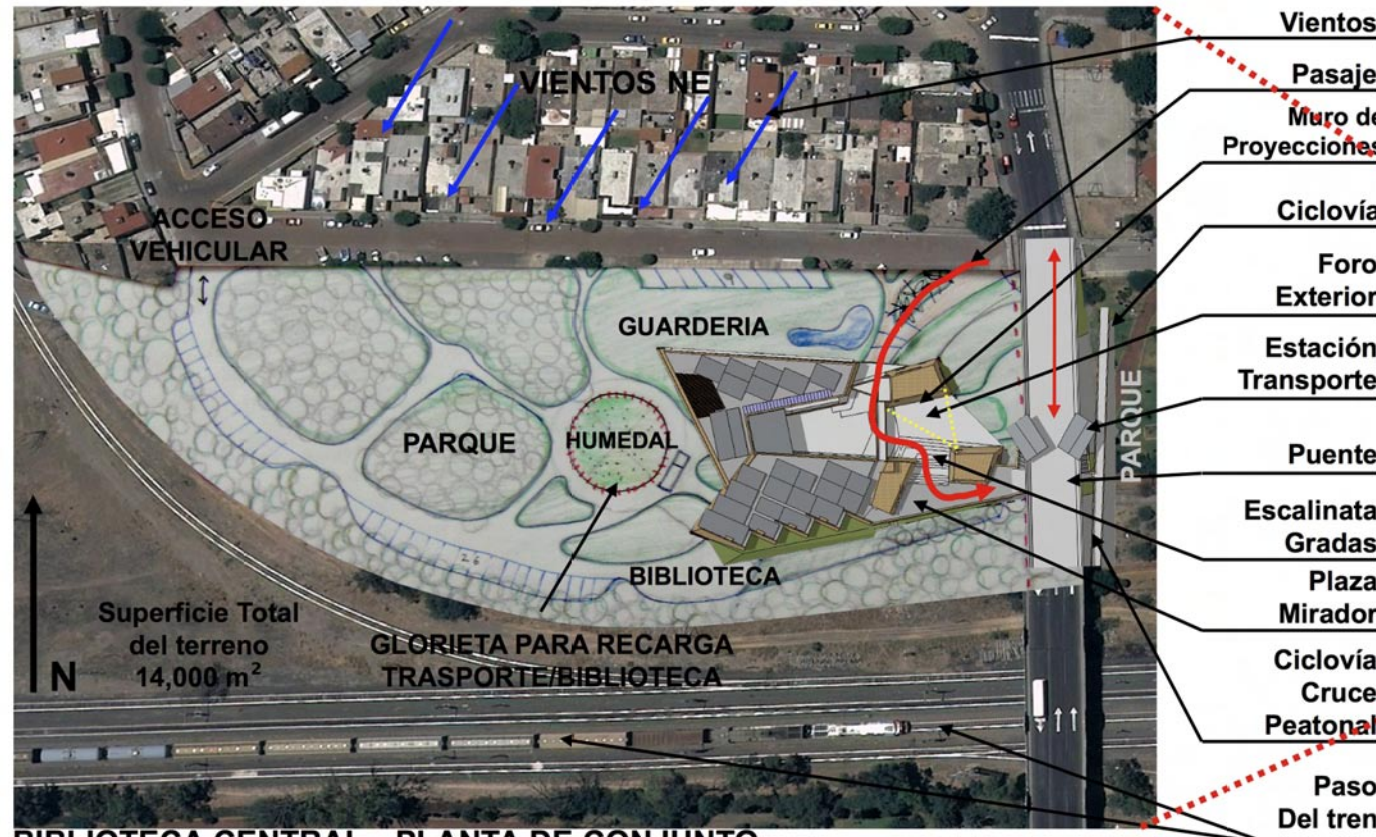 VIENTOS NE
ACCESO
VEHICULAR
GUARDERIA
PARQUE
HUMEDAL
BIBLIOTECA
PARQUE
26
Superficie Total
del terreno
14,000 m²
N
GLORIETA PARA RECARGA
TRASPORTE/BIBLIOTECA
Vientos
Pasaje
Muro de
Proyecciones
Ciclovía
Foro
Exterior
Estación
Transporte
Puente
Escalinata
Gradas
Plaza
Mirador
Ciclovía
Cruce
Peatonal
Paso
Del tren
BIBLIOTECA CENTRAL - PLANTA DE CONJUNTO